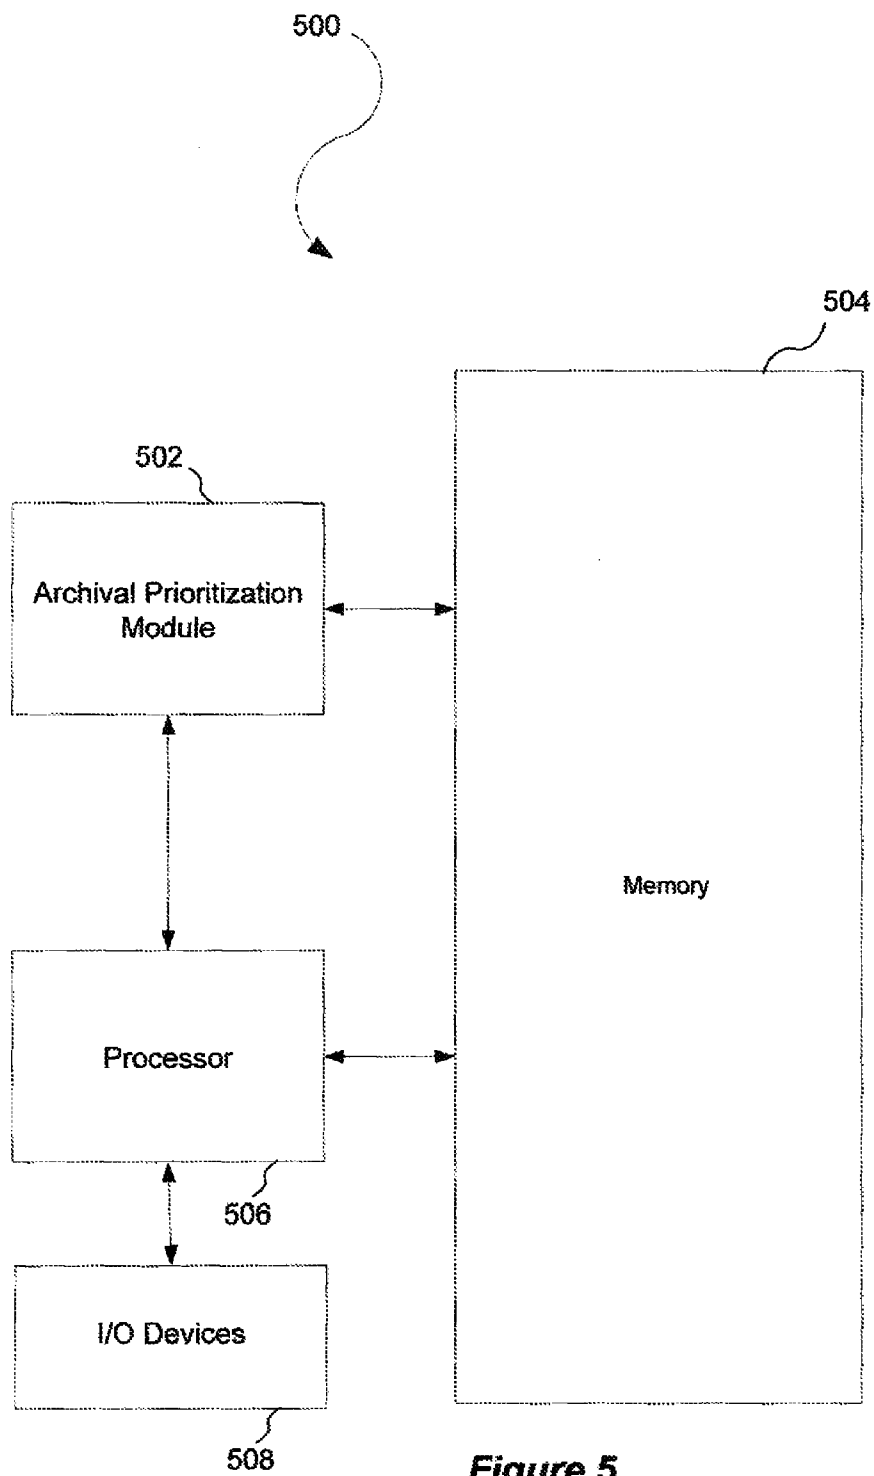 500
504
502
Archival Prioritization
Module
Memory
Processor
506
I/O Devices
508
Figure 5